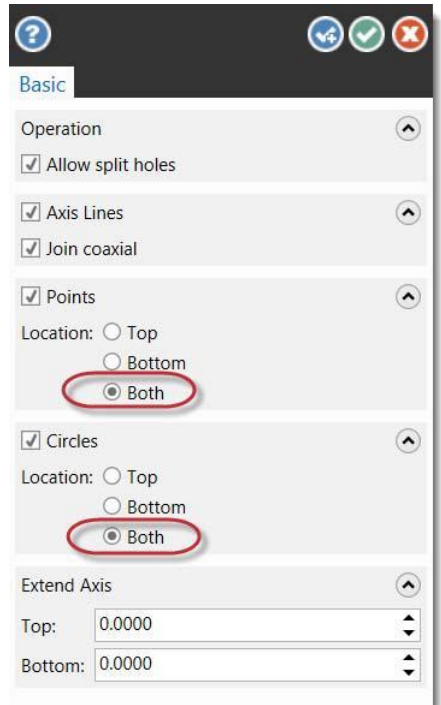 ?
Basic
Operation
Allow split holes
Axis Lines
Join coaxial
Points
Location: Top
Bottom
Both
Circles
Location: Top
Bottom
Both
Extend Axis
Top: 0.0000
Bottom: 0.0000